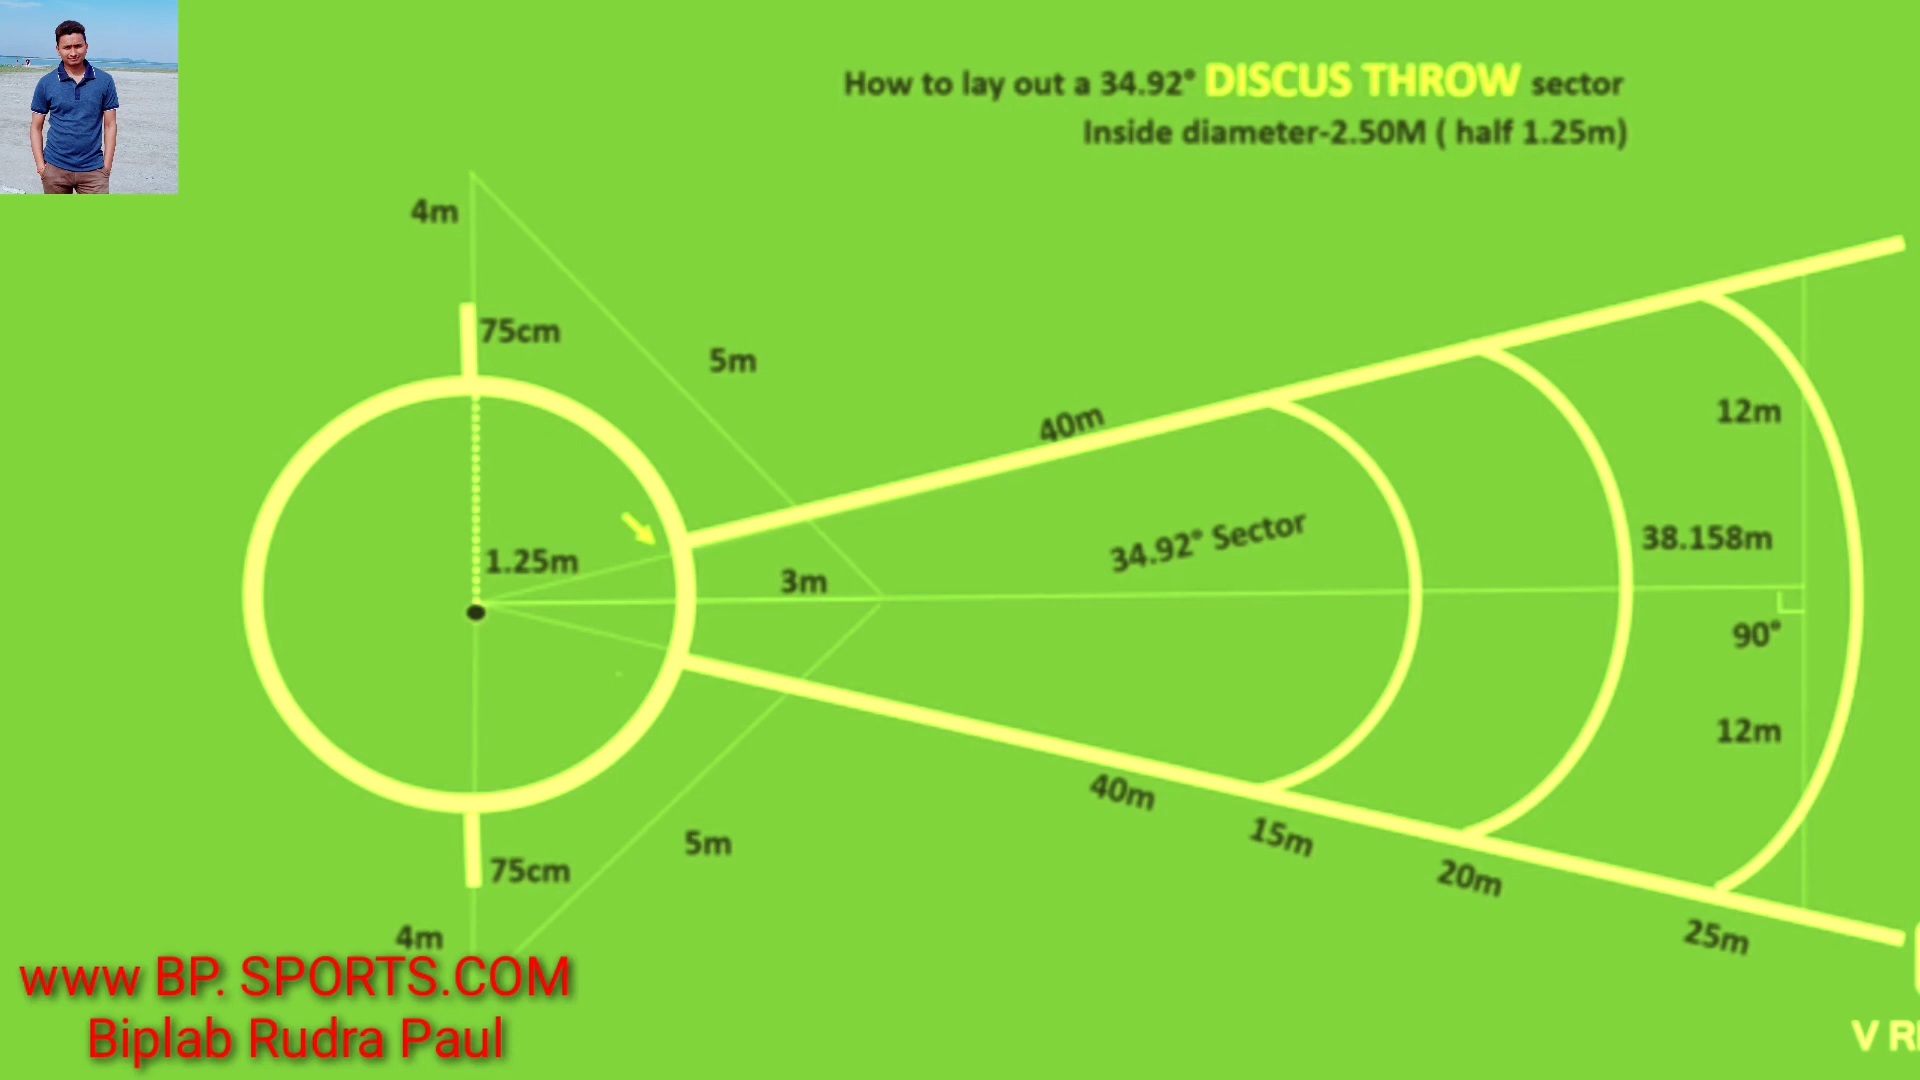 How to lay out a 34.92° DISCUS THROW sector
Inside diameter-2.50M ( half 1.25m)
4m
75cm
5m
40m
12m
34.92° Sector
38.158m
1.25m
3m
90°
12m
40m
15m
5m
20m
75cm
25m
4m
www BP. SPORTS.COM
Biplab Rudra Paul
V